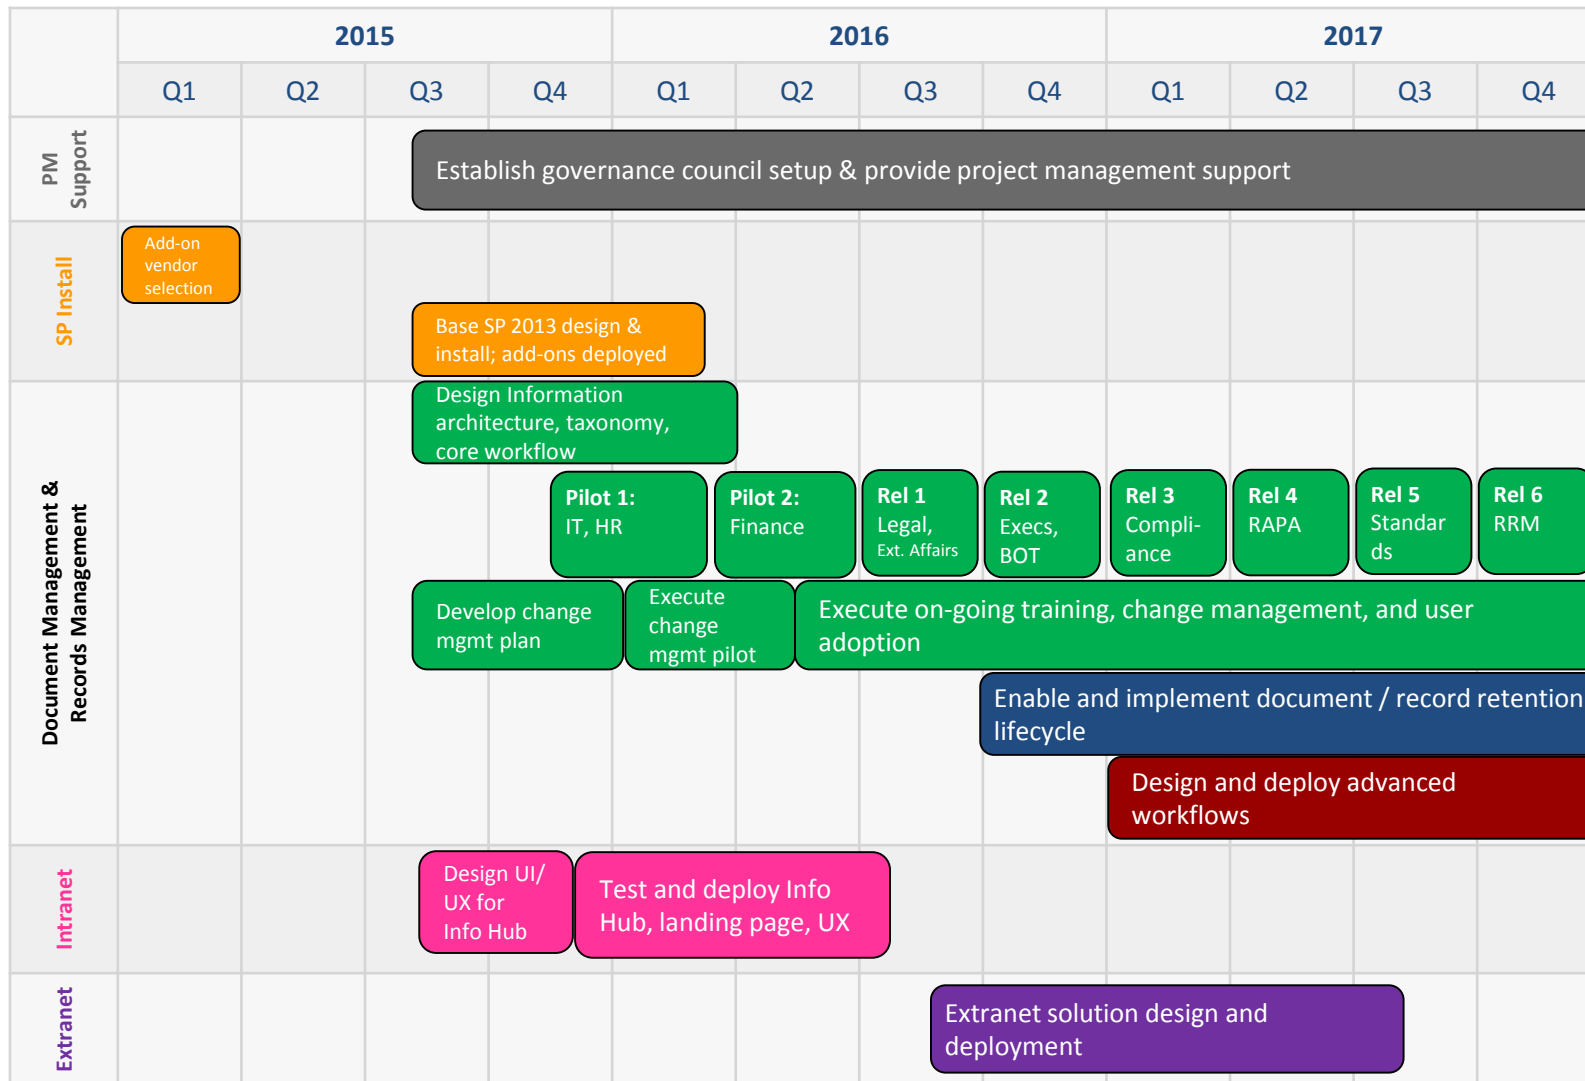 2015
2016
2017
Q1
Q2
Q3
Q4
Q1
Q2
Q3
Q4
Q1
Q2
Q3
Q4
PM
Support
Establish governance council setup & provide project management support
SP Install
Add-on
vendor
selection
Base SP 2013 design &
install; add-ons deployed
Document Management &
Records Management
Design Information
architecture, taxonomy,
core workflow
Pilot 1:
IT, HR
Pilot 2:
Finance
Rel 1
Legal,
Ext. Affairs
Rel 2
Execs,
BOT
Rel 3
Compli-
ance
Rel 4
RAPA
Rel 5
Standar
ds
Rel 6
RRM
Develop change
mgmt plan
Execute
change
mgmt pilot
Execute on-going training, change management, and user
adoption
Enable and implement document / record retention
lifecycle
Design and deploy advanced
workflows
Intranet
Design UI/
UX for
Info Hub
Test and deploy Info
Hub, landing page, UX
Extranet
Extranet solution design and
deployment